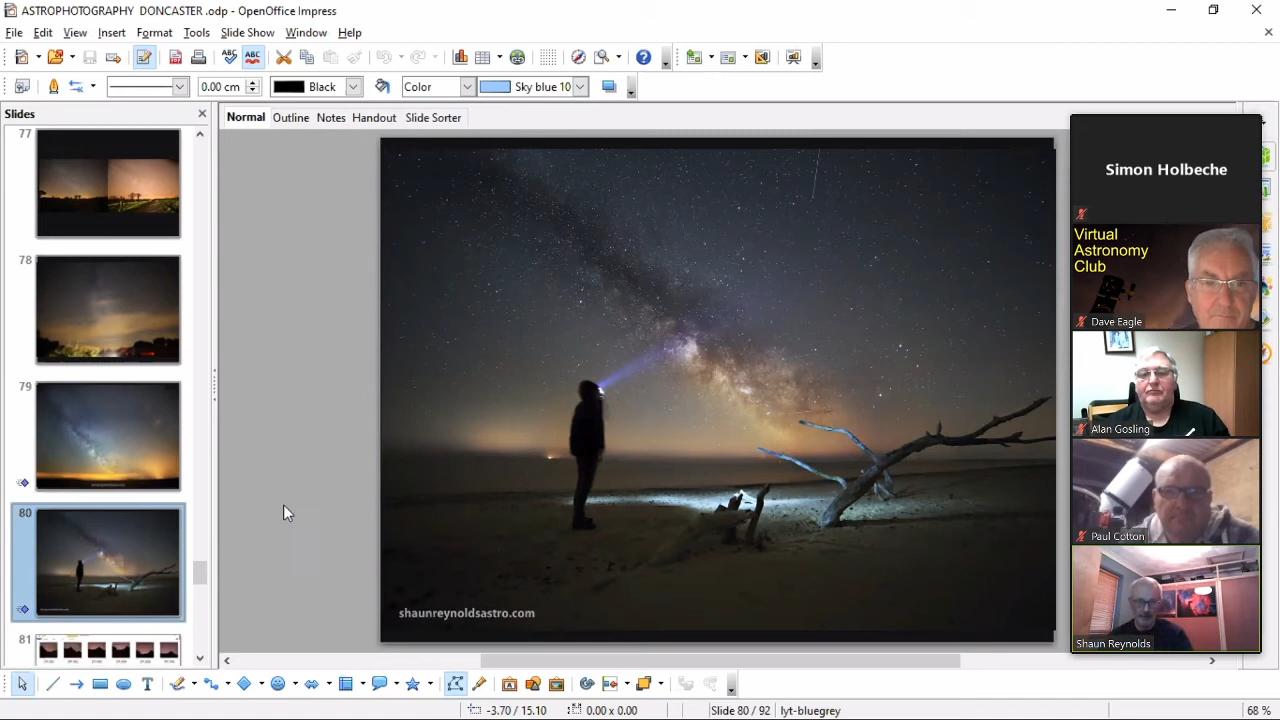 ASTROPHOTOGRAPHY DONCASTER .odp - OpenOffice Impress
File Edit View Insert Format Tools Slide Show Window Help
ABC ABC
0.00 cm Black Color Sky blue 10
Slides
Normal Outline Notes Handout Slide Sorter
77
78
79
80
81
shaunreynoldsastro.com
Simon Holbeche
Virtual
Astronomy
Club
Dave Eagle
Alan Gosling
Paul Cotton
Shaun Reynolds
T
-3.70 / 15.10 0.00 x 0.00 Slide 80 / 92 lyt-bluegrey 68 %